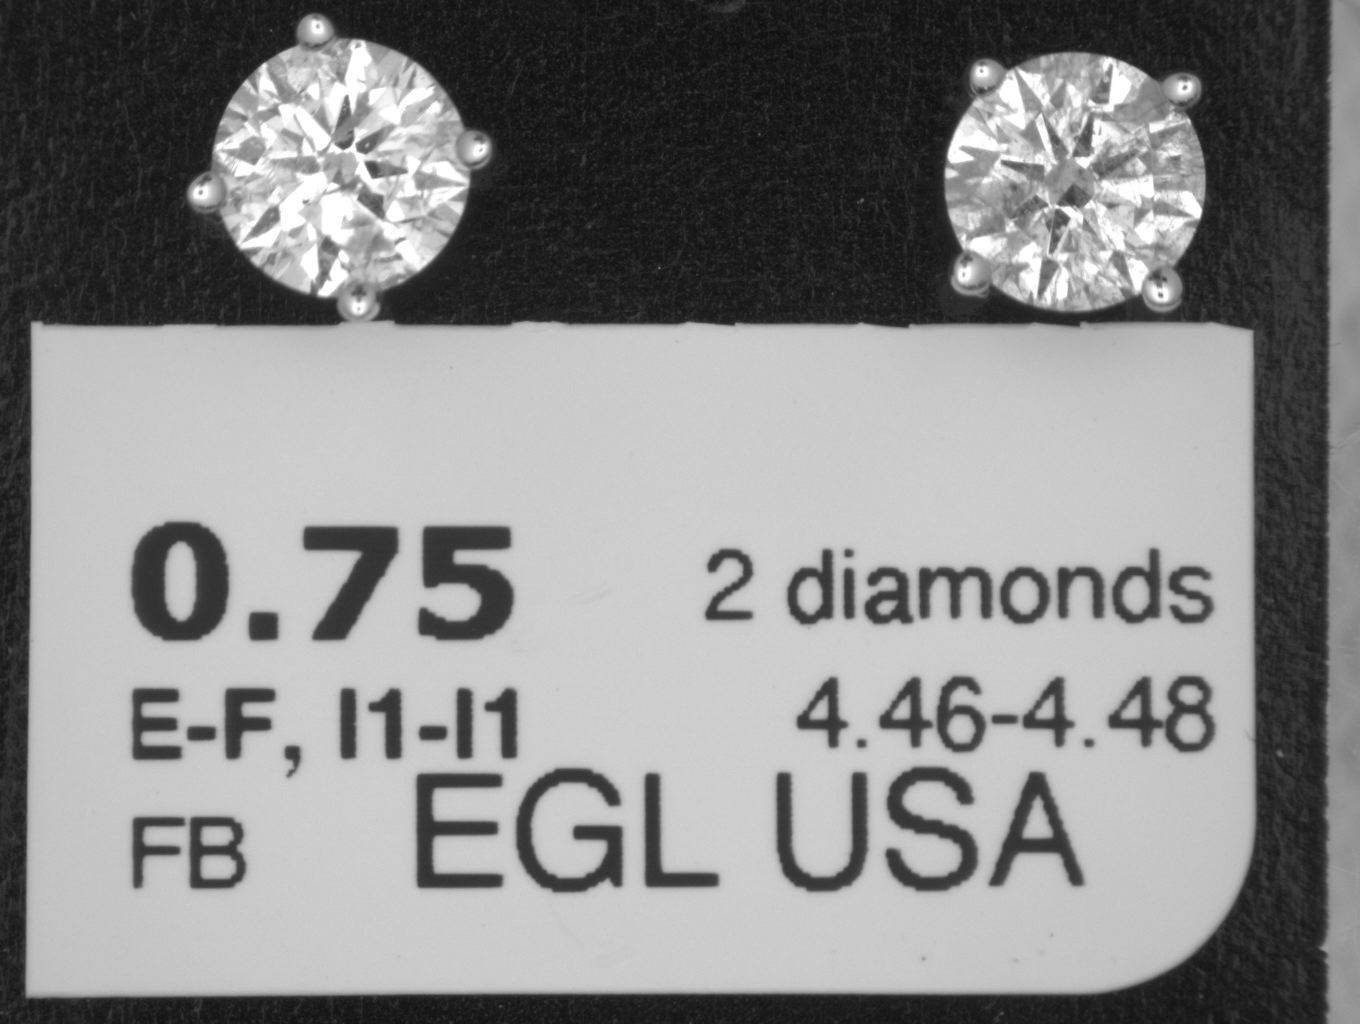 0.75 2 diamonds
E-F, I1-I1 4.46-4.48
FB EGL USA